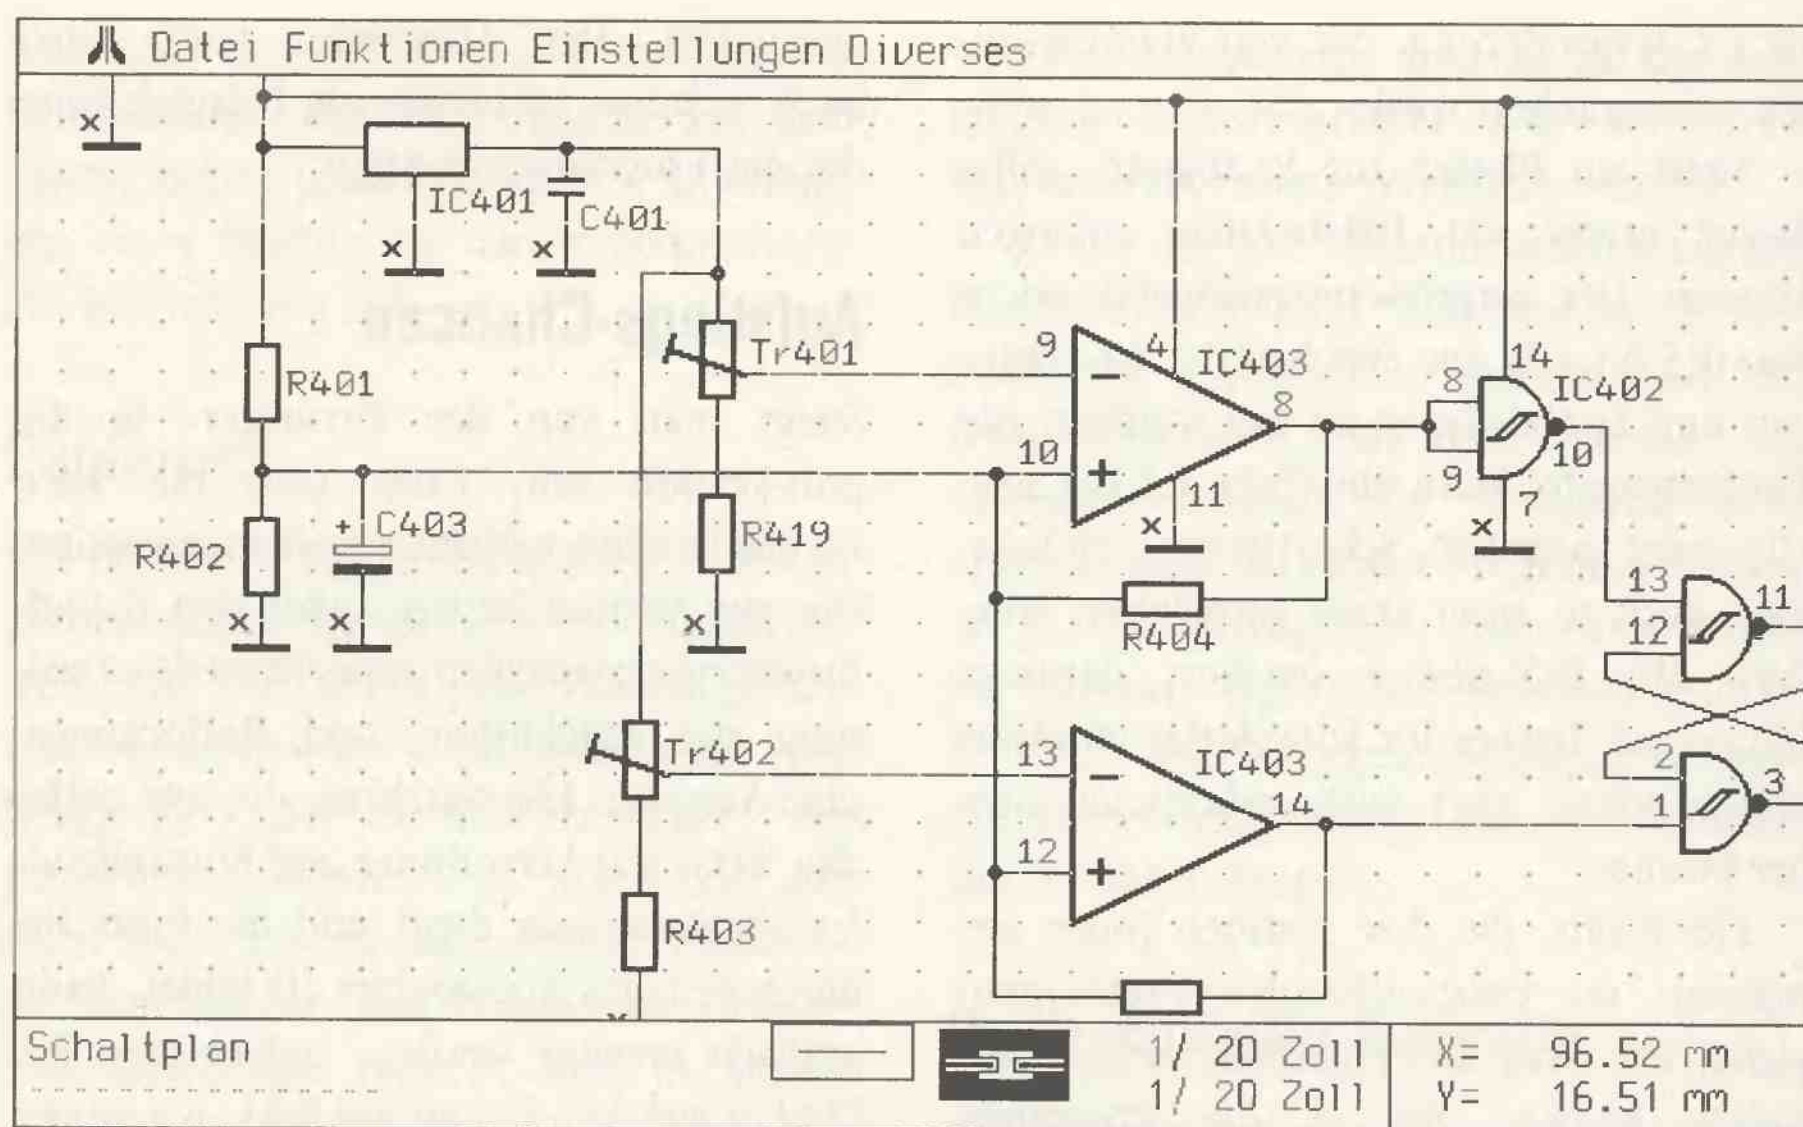 Datei Funktionen Einstellungen Diverses
x
IC401
C401
x
x
Tr401
9
4
IC403
14
R401
8
8
IC402
10
10
9
11
7
+
C403
R419
x
x
R402
13
11
x
x
x
R404
12
Tr402
13
IC403
2
3
14
1
12
R403
x
Schaltplan
1/ 20 Zoll
X= 96.52 mm
1/ 20 Zoll
Y= 16.51 mm